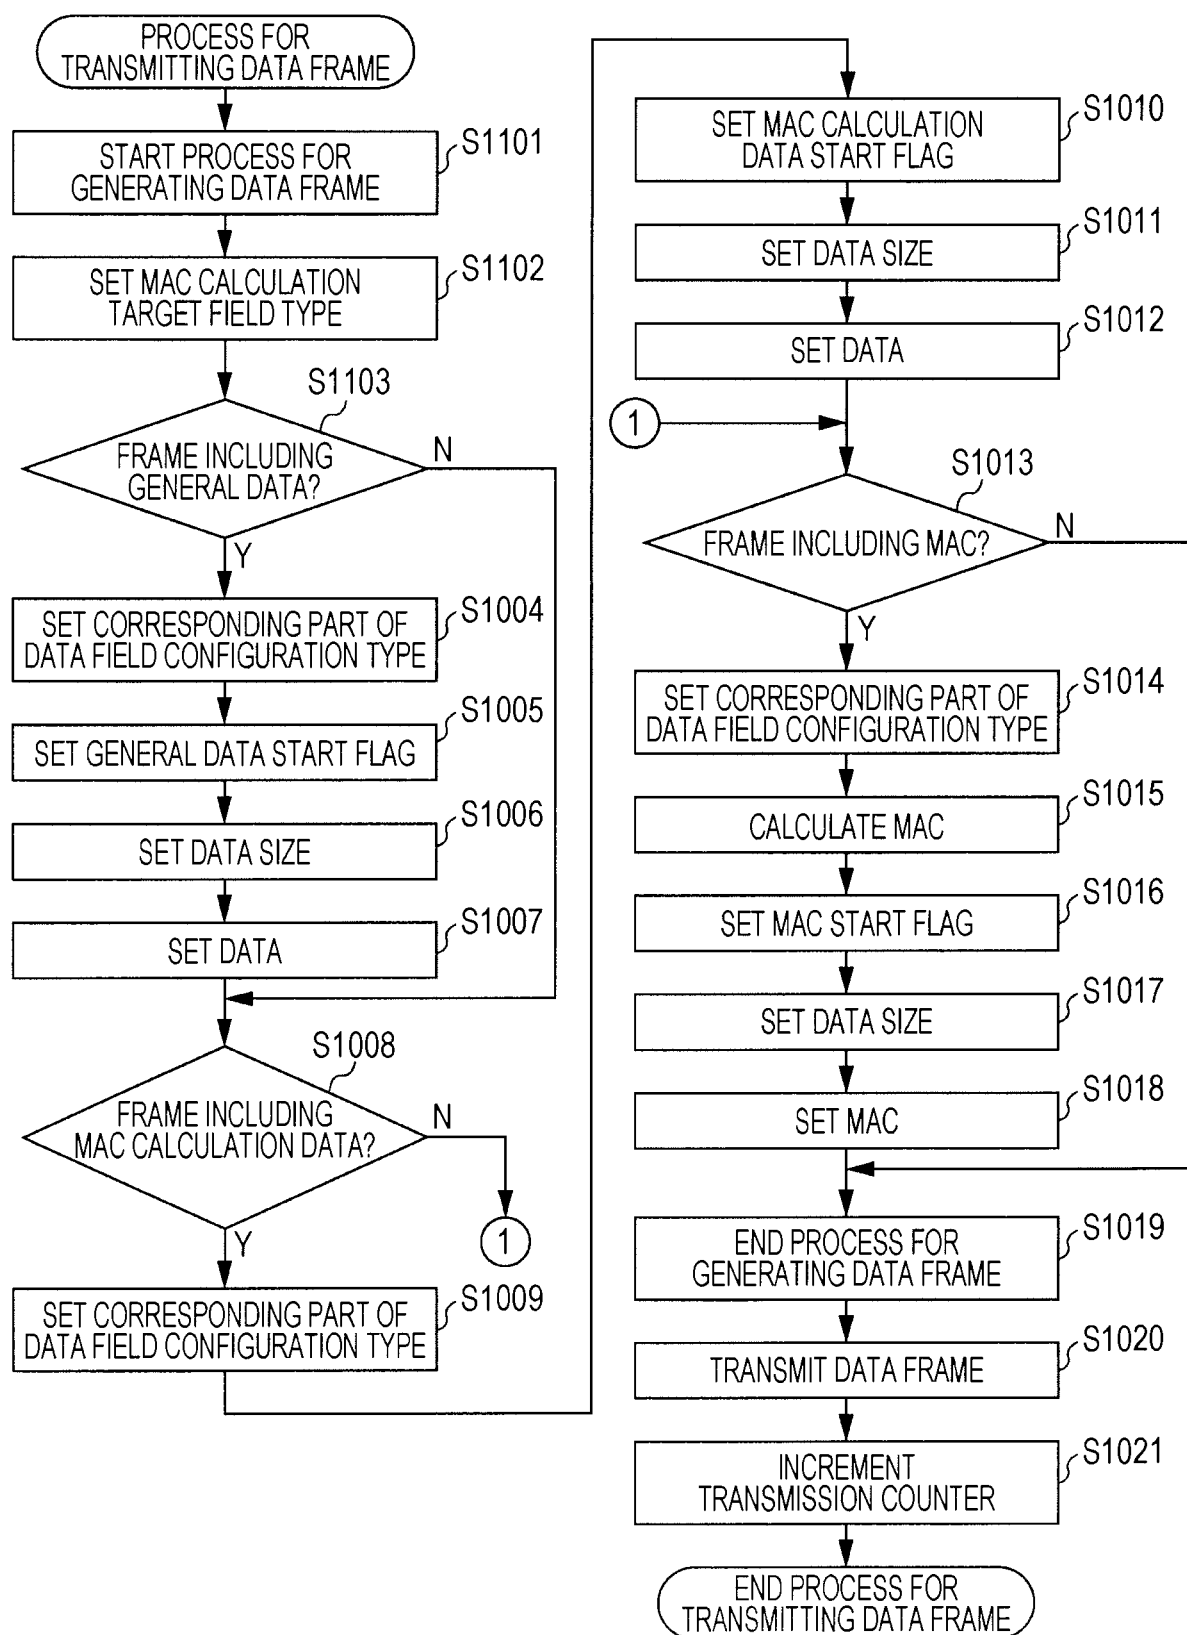 PROCESS FOR
TRANSMITTING DATA FRAME
S1101
START PROCESS FOR
GENERATING DATA FRAME
S1102
SET MAC CALCULATION
TARGET FIELD TYPE
S1103
FRAME INCLUDING
GENERAL DATA?
N
Y
S1004
SET CORRESPONDING PART OF
DATA FIELD CONFIGURATION TYPE
S1005
SET GENERAL DATA START FLAG
S1006
SET DATA SIZE
S1007
SET DATA
S1008
FRAME INCLUDING
MAC CALCULATION DATA?
N
1
Y
S1009
SET CORRESPONDING PART OF
DATA FIELD CONFIGURATION TYPE
S1010
SET MAC CALCULATION
DATA START FLAG
S1011
SET DATA SIZE
S1012
SET DATA
1
S1013
FRAME INCLUDING MAC?
N
Y
S1014
SET CORRESPONDING PART OF
DATA FIELD CONFIGURATION TYPE
S1015
CALCULATE MAC
S1016
SET MAC START FLAG
S1017
SET DATA SIZE
S1018
SET MAC
S1019
END PROCESS FOR
GENERATING DATA FRAME
S1020
TRANSMIT DATA FRAME
S1021
INCREMENT
TRANSMISSION COUNTER
END PROCESS FOR
TRANSMITTING DATA FRAME